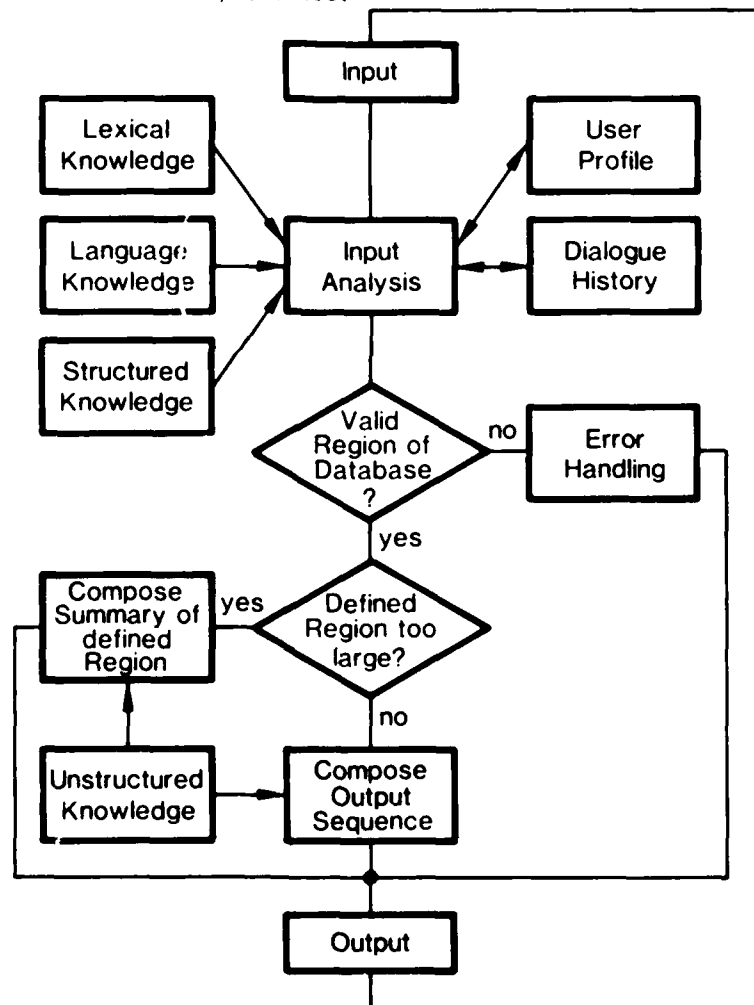 Input
Lexical
Knowledge
User
Profile
Language
Knowledge
Input
Analysis
Dialogue
History
Structured
Knowledge
Valid
Region of
Database
?
no
Error
Handling
yes
Compose
Summary of
defined
Region
yes
Defined
Region too
large?
no
Unstructured
Knowledge
Compose
Output
Sequence
Output